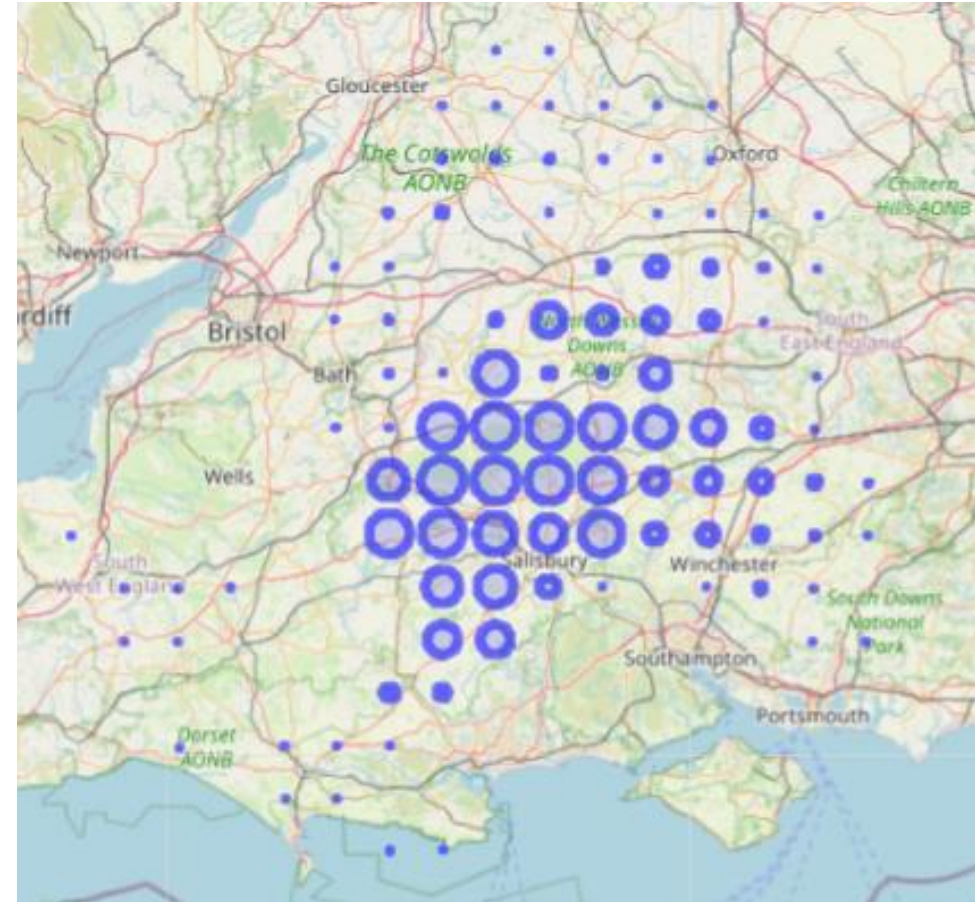 Gloucester
The Cotswolds
AONB
Oxford
Chiltern
Hills AONB
Newport
rdiff
Bristol
Downs
AONB
South
East England
Bath
Wells
South
West England
Salisbury
Winchester
South Downs
National
Park
Southampton
Portsmouth
Dorset
AONB